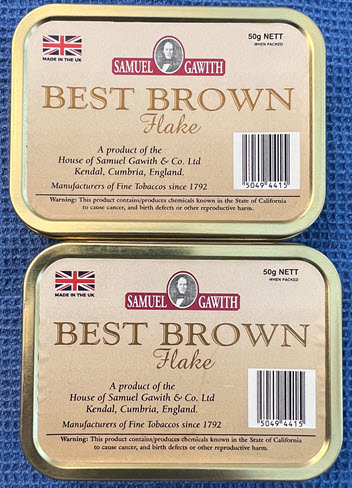 MADE IN THE UK
SAMUEL GAWITH
50g NETT
WHEN PACKED
BEST BROWN
Flake
A product of the
House of Samuel Gawith & Co. Ltd
Kendal, Cumbria, England.
Manufacturers of Fine Tobaccos since 1792
5049 4415
Warning: This product contains/produces chemicals known in the State of California
to cause cancer, and birth defects or other reproductive harm.
MADE IN THE UK
SAMUEL GAWITH
50g NETT
WHEN PACKED
BEST BROWN
Flake
A product of the
House of Samuel Gawith & Co. Ltd
Kendal, Cumbria, England.
Manufacturers of Fine Tobaccos since 1792
5049 4415
Warning: This product contains/produces chemicals known in the State of California
to cause cancer, and birth defects or other reproductive harm.